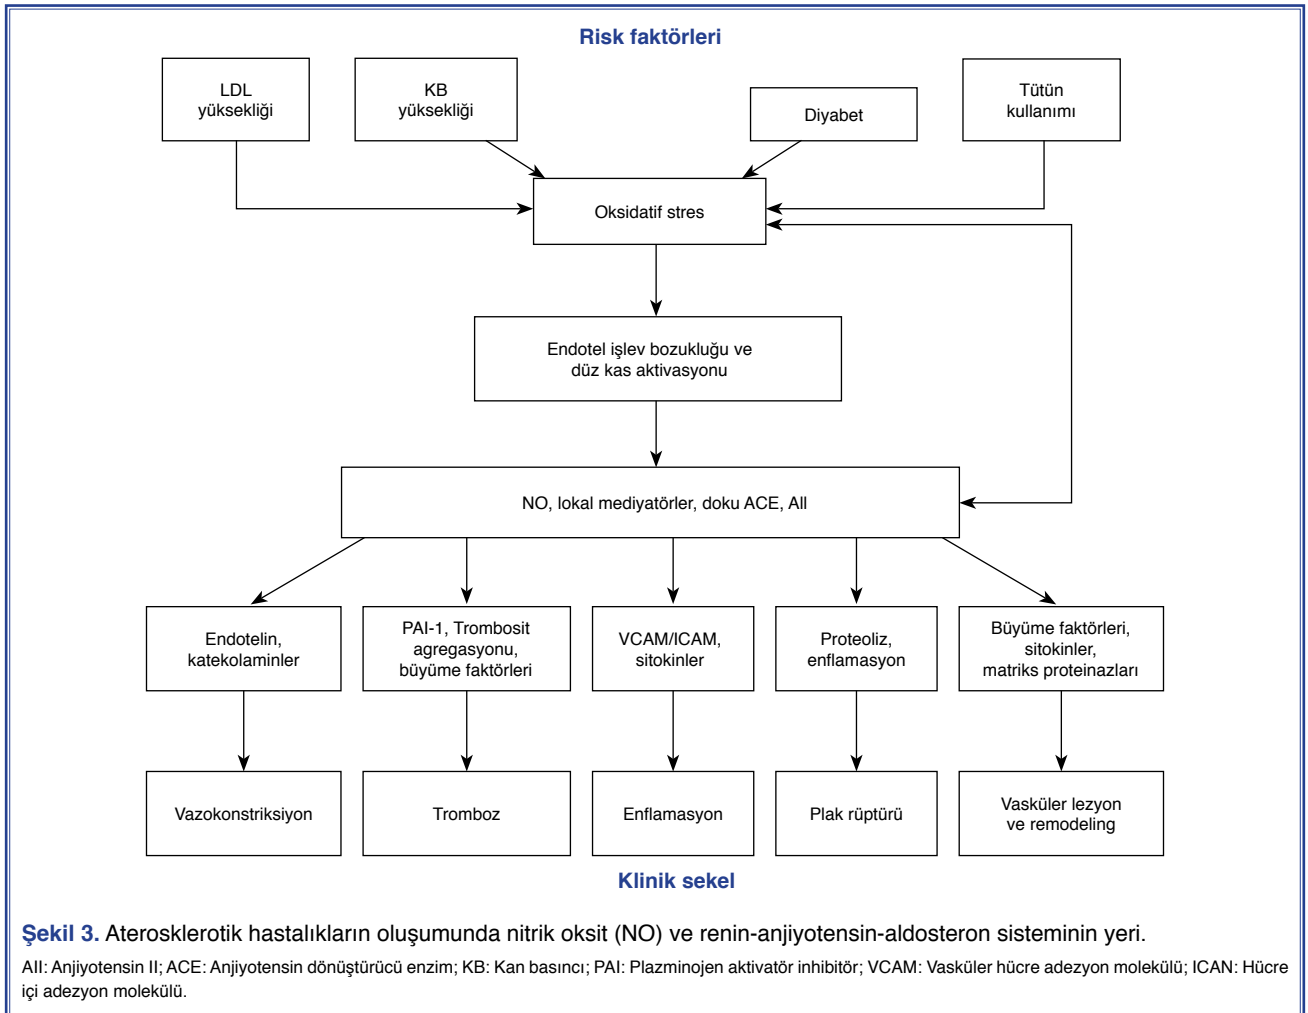 Risk faktörleri
LDL
yüksekliği
KB
yüksekliği
Diyabet
Tütün
kullanımı
Oksidatif stres
Endotel işlev bozukluğu ve
düz kas aktivasyonu
NO, lokal mediyatörler, doku ACE, All
Endotelin,
katekolaminler
PAI-1, Trombosit
agregasyonu,
büyüme faktörleri
VCAM/ICAM,
sitokinler
Proteoliz,
enflamasyon
Büyüme faktörleri,
sitokinler,
matriks proteinazları
Vazokonstriksiyon
Tromboz
Enflamasyon
Plak rüptürü
Vasküler lezyon
ve remodeling
Klinik sekel
Şekil 3. Aterosklerotik hastalıkların oluşumunda nitrik oksit (NO) ve renin-anjiyotensin-aldosteron sisteminin yeri.
AII: Anjiyotensin II; ACE: Anjiyotensin dönüştürücü enzim; KB: Kan basıncı; PAI: Plazminojen aktivatör inhibitör; VCAM: Vasküler hücre adezyon molekülü; ICAN: Hücre
içi adezyon molekülü.